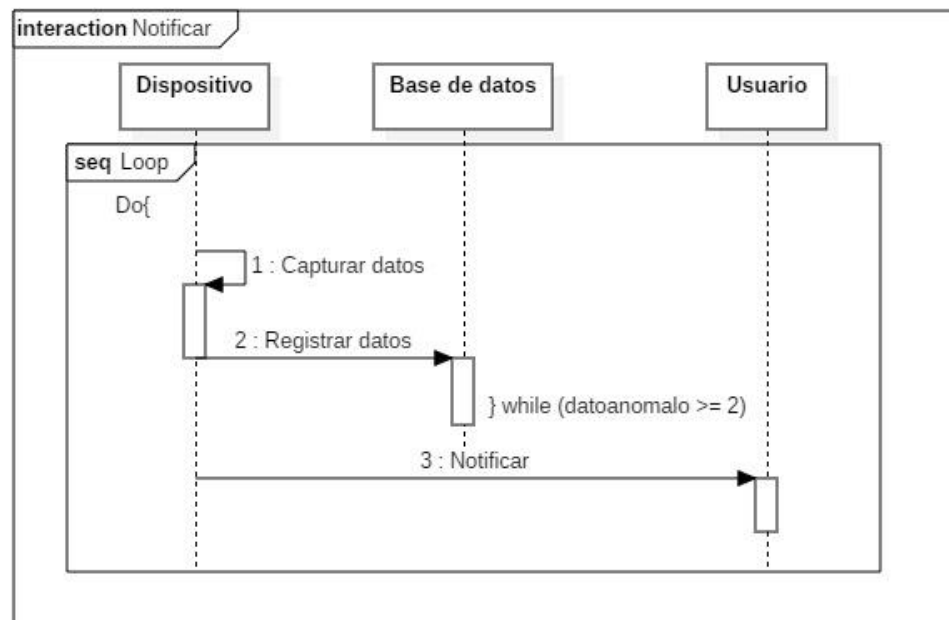 interaction Notificar
Dispositivo
Base de datos
Usuario
seq Loop
Do{
1 : Capturar datos
2 : Registrar datos
} while (datoanomalo >= 2)
3 : Notificar